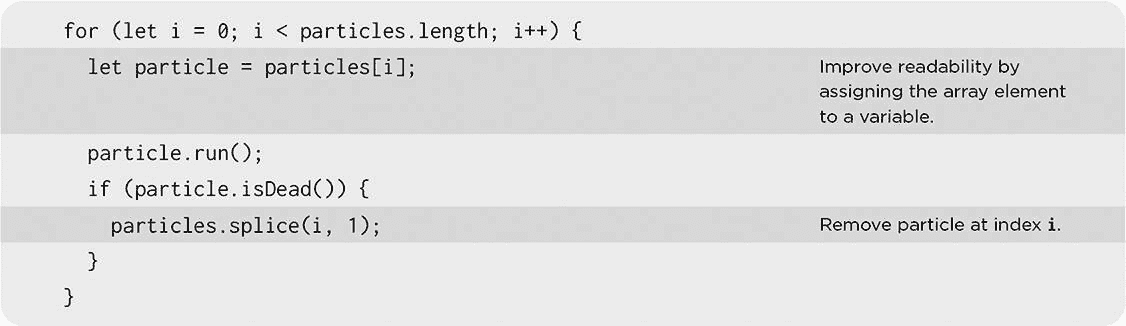 for (let i = 0; i < particles.length; i++) {
let particle = particles[i];
Improve readability by
assigning the array element
to a variable.
particle.run();
if (particle.isDead()) {
particles.splice(i, 1);
Remove particle at index i.
}
}